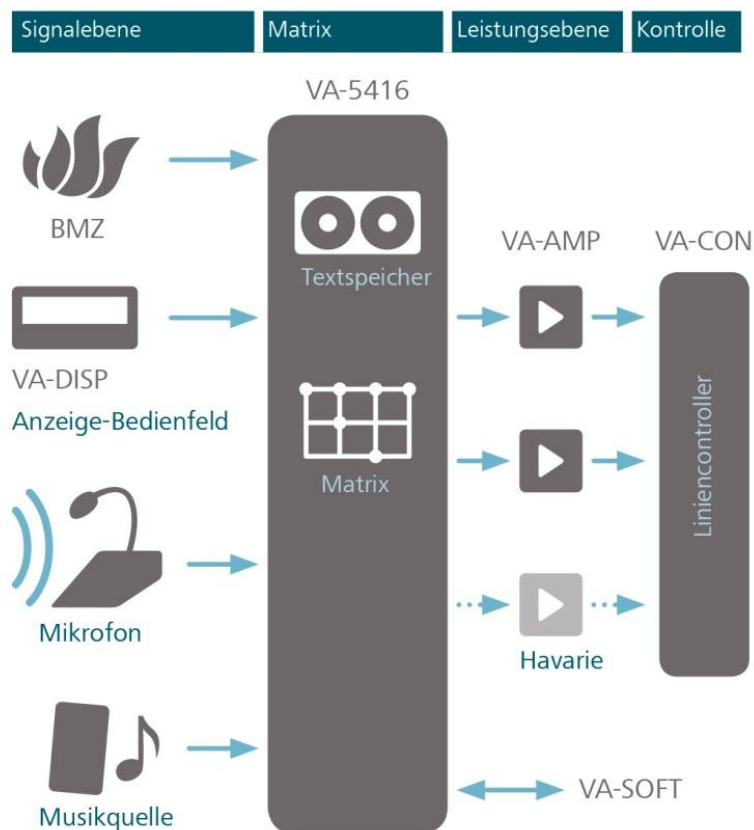 Signalebene
Matrix
Leistungsebene
Kontrolle
VA-5416
BMZ
Textspeicher
VA-AMP
VA-CON
VA-DISP
Anzeige-Bedienfeld
Matrix
Liniencontroller
Mikrofon
Havarie
VA-SOFT
Musikquelle